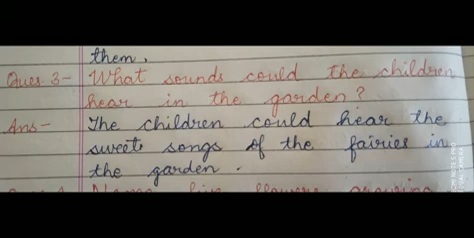 them.
Ques 3- What sounds could the children
hear in the garden?
Ans- The children could hear the
sweet songs of the fairies in
the garden.